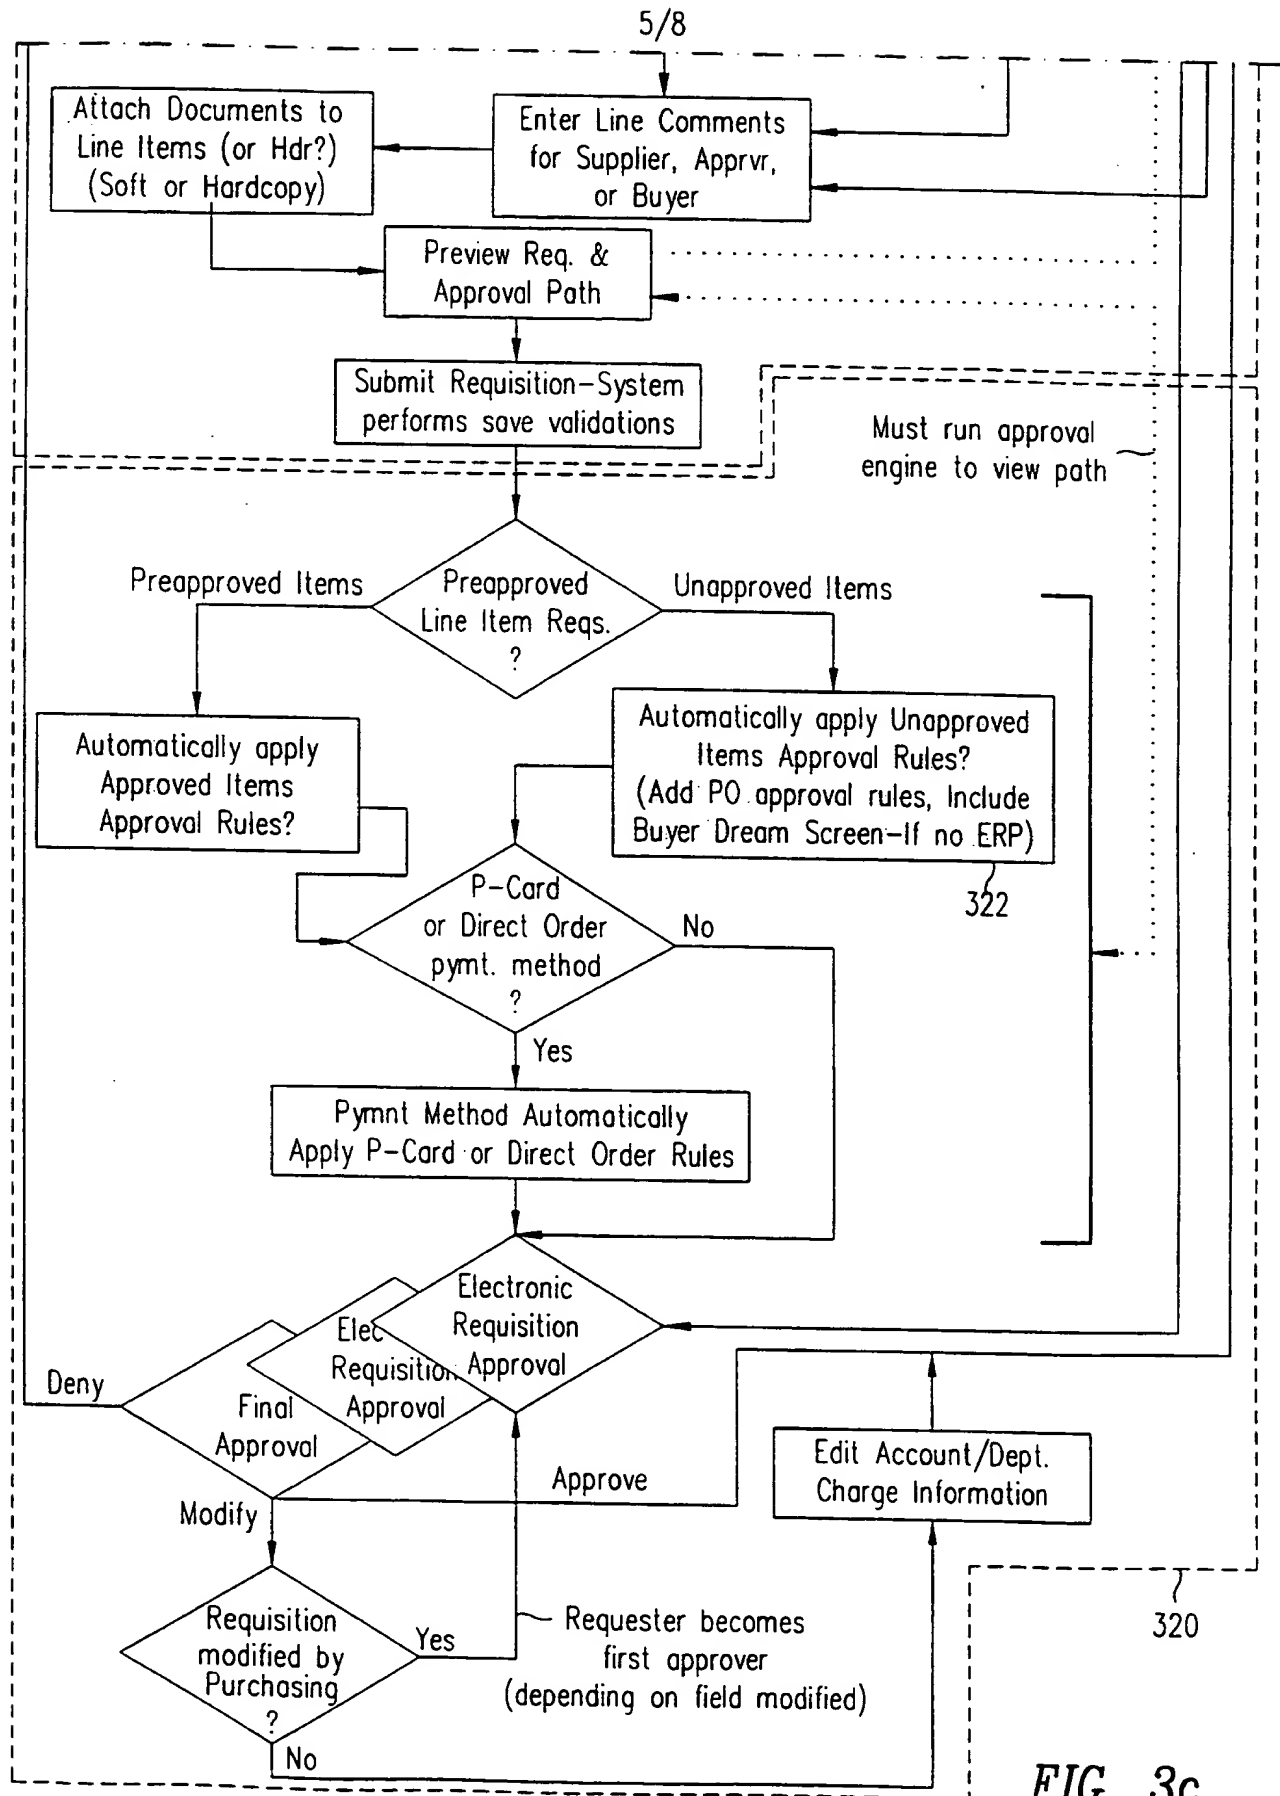 5/8
Attach Documents to
Line Items (or Hdr?)
(Soft or Hardcopy)
Enter Line Comments
for Supplier, Apprvr,
or Buyer
Preview Req. &
Approval Path
Submit Requisition-System
performs save validations
Must run approval
engine to view path
Preapproved Items
Preapproved
Line Item Reqs.
?
Unapproved Items
Automatically apply
Approved Items
Approval Rules?
Automatically apply Unapproved
Items Approval Rules?
(Add PO approval rules, Include
Buyer Dream Screen-If no ERP)
322
P-Card
or Direct Order
pymt. method
?
No
Yes
Pymnt Method Automatically
Apply P-Card or Direct Order Rules
Electronic
Requisition
Approval
Elec
Requisition
Approval
Final
Approval
Deny
Approve
Modify
Edit Account/Dept.
Charge Information
Requisition
modified by
Purchasing
?
Yes
Requester becomes
first approver
(depending on field modified)
No
320
FIG. 3c